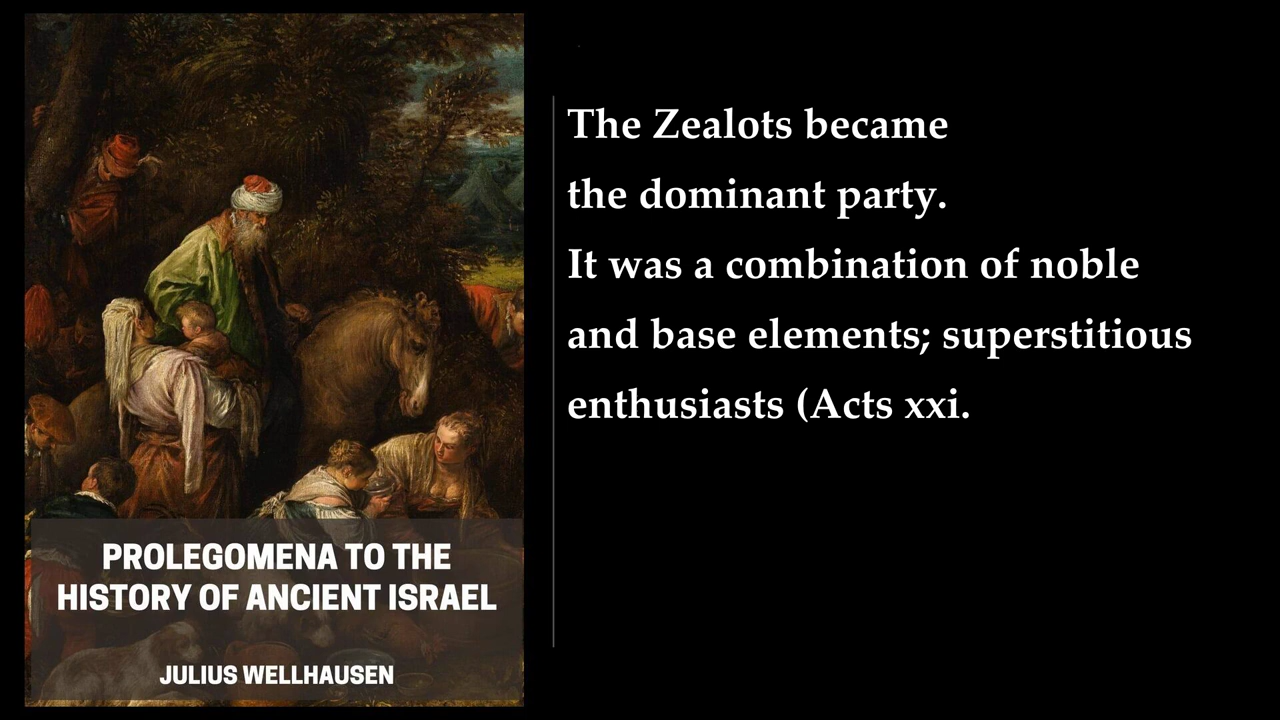 PROLEGOMENA TO THE
HISTORY OF ANCIENT ISRAEL
JULIUS WELLHAUSEN
The Zealots became
the dominant party.
It was a combination of noble
and base elements; superstitious
enthusiasts (Acts xxi.